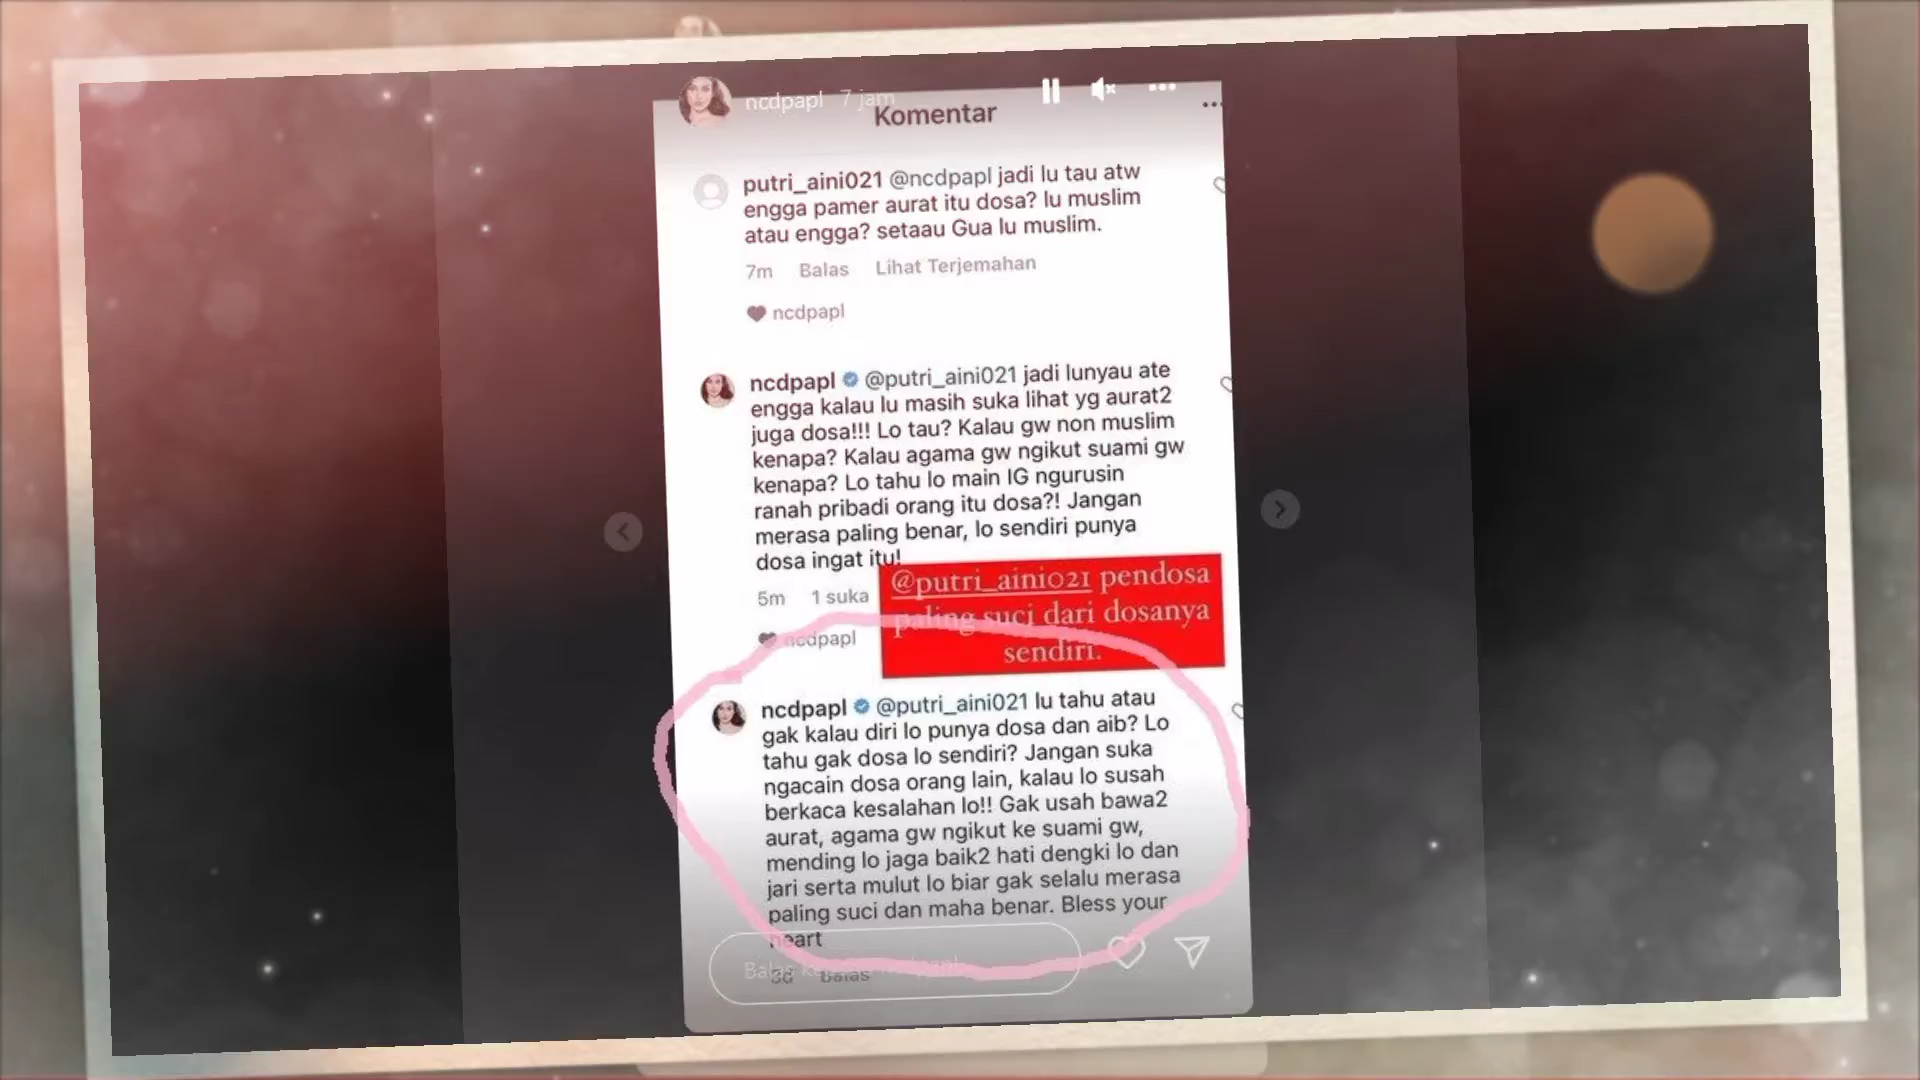 ncdpapl 7 jam
Komentar
putri_aini021 @ncdpapl jadi lu tau atw
engga pamer aurat itu dosa? lu muslim
atau engga? setaau Gua lu muslim.
7m Balas Lihat Terjemahan
ncdpapl
ncdpapl @putri_aini021 jadi lunyau ate
engga kalau lu masih suka lihat yg aurat2
juga dosa!!! Lo tau? Kalau gw non muslim
kenapa? Kalau agama gw ngikut suami gw
kenapa? Lo tahu lo main IG ngurusin
ranah pribadi orang itu dosa?! Jangan
merasa paling benar, lo sendiri punya
dosa ingat itu!
5m 1 suka
@putri_aini021 pendosa
paling suci dari dosanya
sendiri.
ncdpapl
ncdpapl @putri_aini021 lu tahu atau
gak kalau diri lo punya dosa dan aib? Lo
tahu gak dosa lo sendiri? Jangan suka
ngacain dosa orang lain, kalau lo susah
berkaca kesalahan lo!! Gak usah bawa2
aurat, agama gw ngikut ke suami gw,
mending lo jaga baik2 hati dengki lo dan
jari serta mulut lo biar gak selalu merasa
paling suci dan maha benar. Bless your
heart
3d Balas